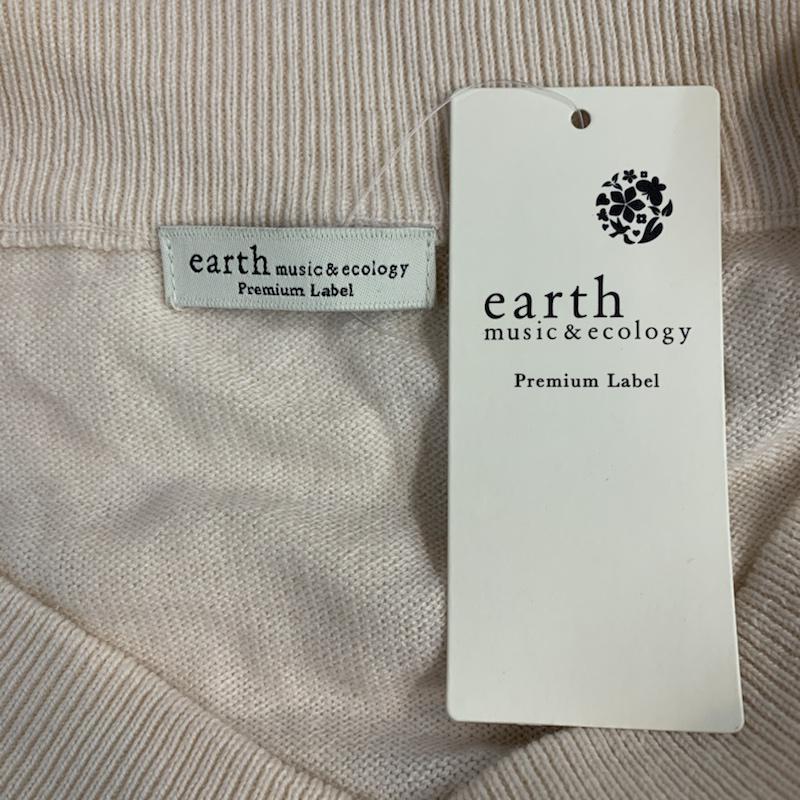 earth music & ecology
Premium Label
earth
music & ecology
Premium Label